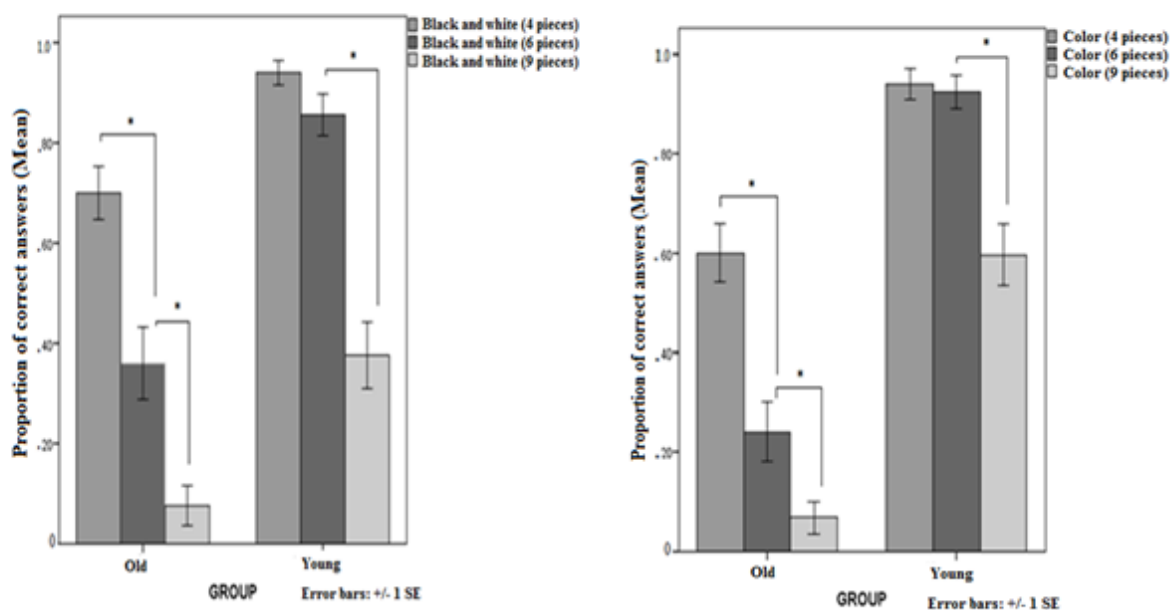 Black and white (4 pieces)
Black and white (6 pieces)
Black and white (9 pieces)
Proportion of correct answers (Mean)
1.0
.80
.60
.40
.20
0
*
*
*
Old
Young
GROUP
Error bars: +/- 1 SE
Color (4 pieces)
Color (6 pieces)
Color (9 pieces)
Proportion of correct answers (Mean)
1.0
.80
.60
.40
.20
.0
*
*
*
Old
Young
GROUP
Error bars: +/- 1 SE